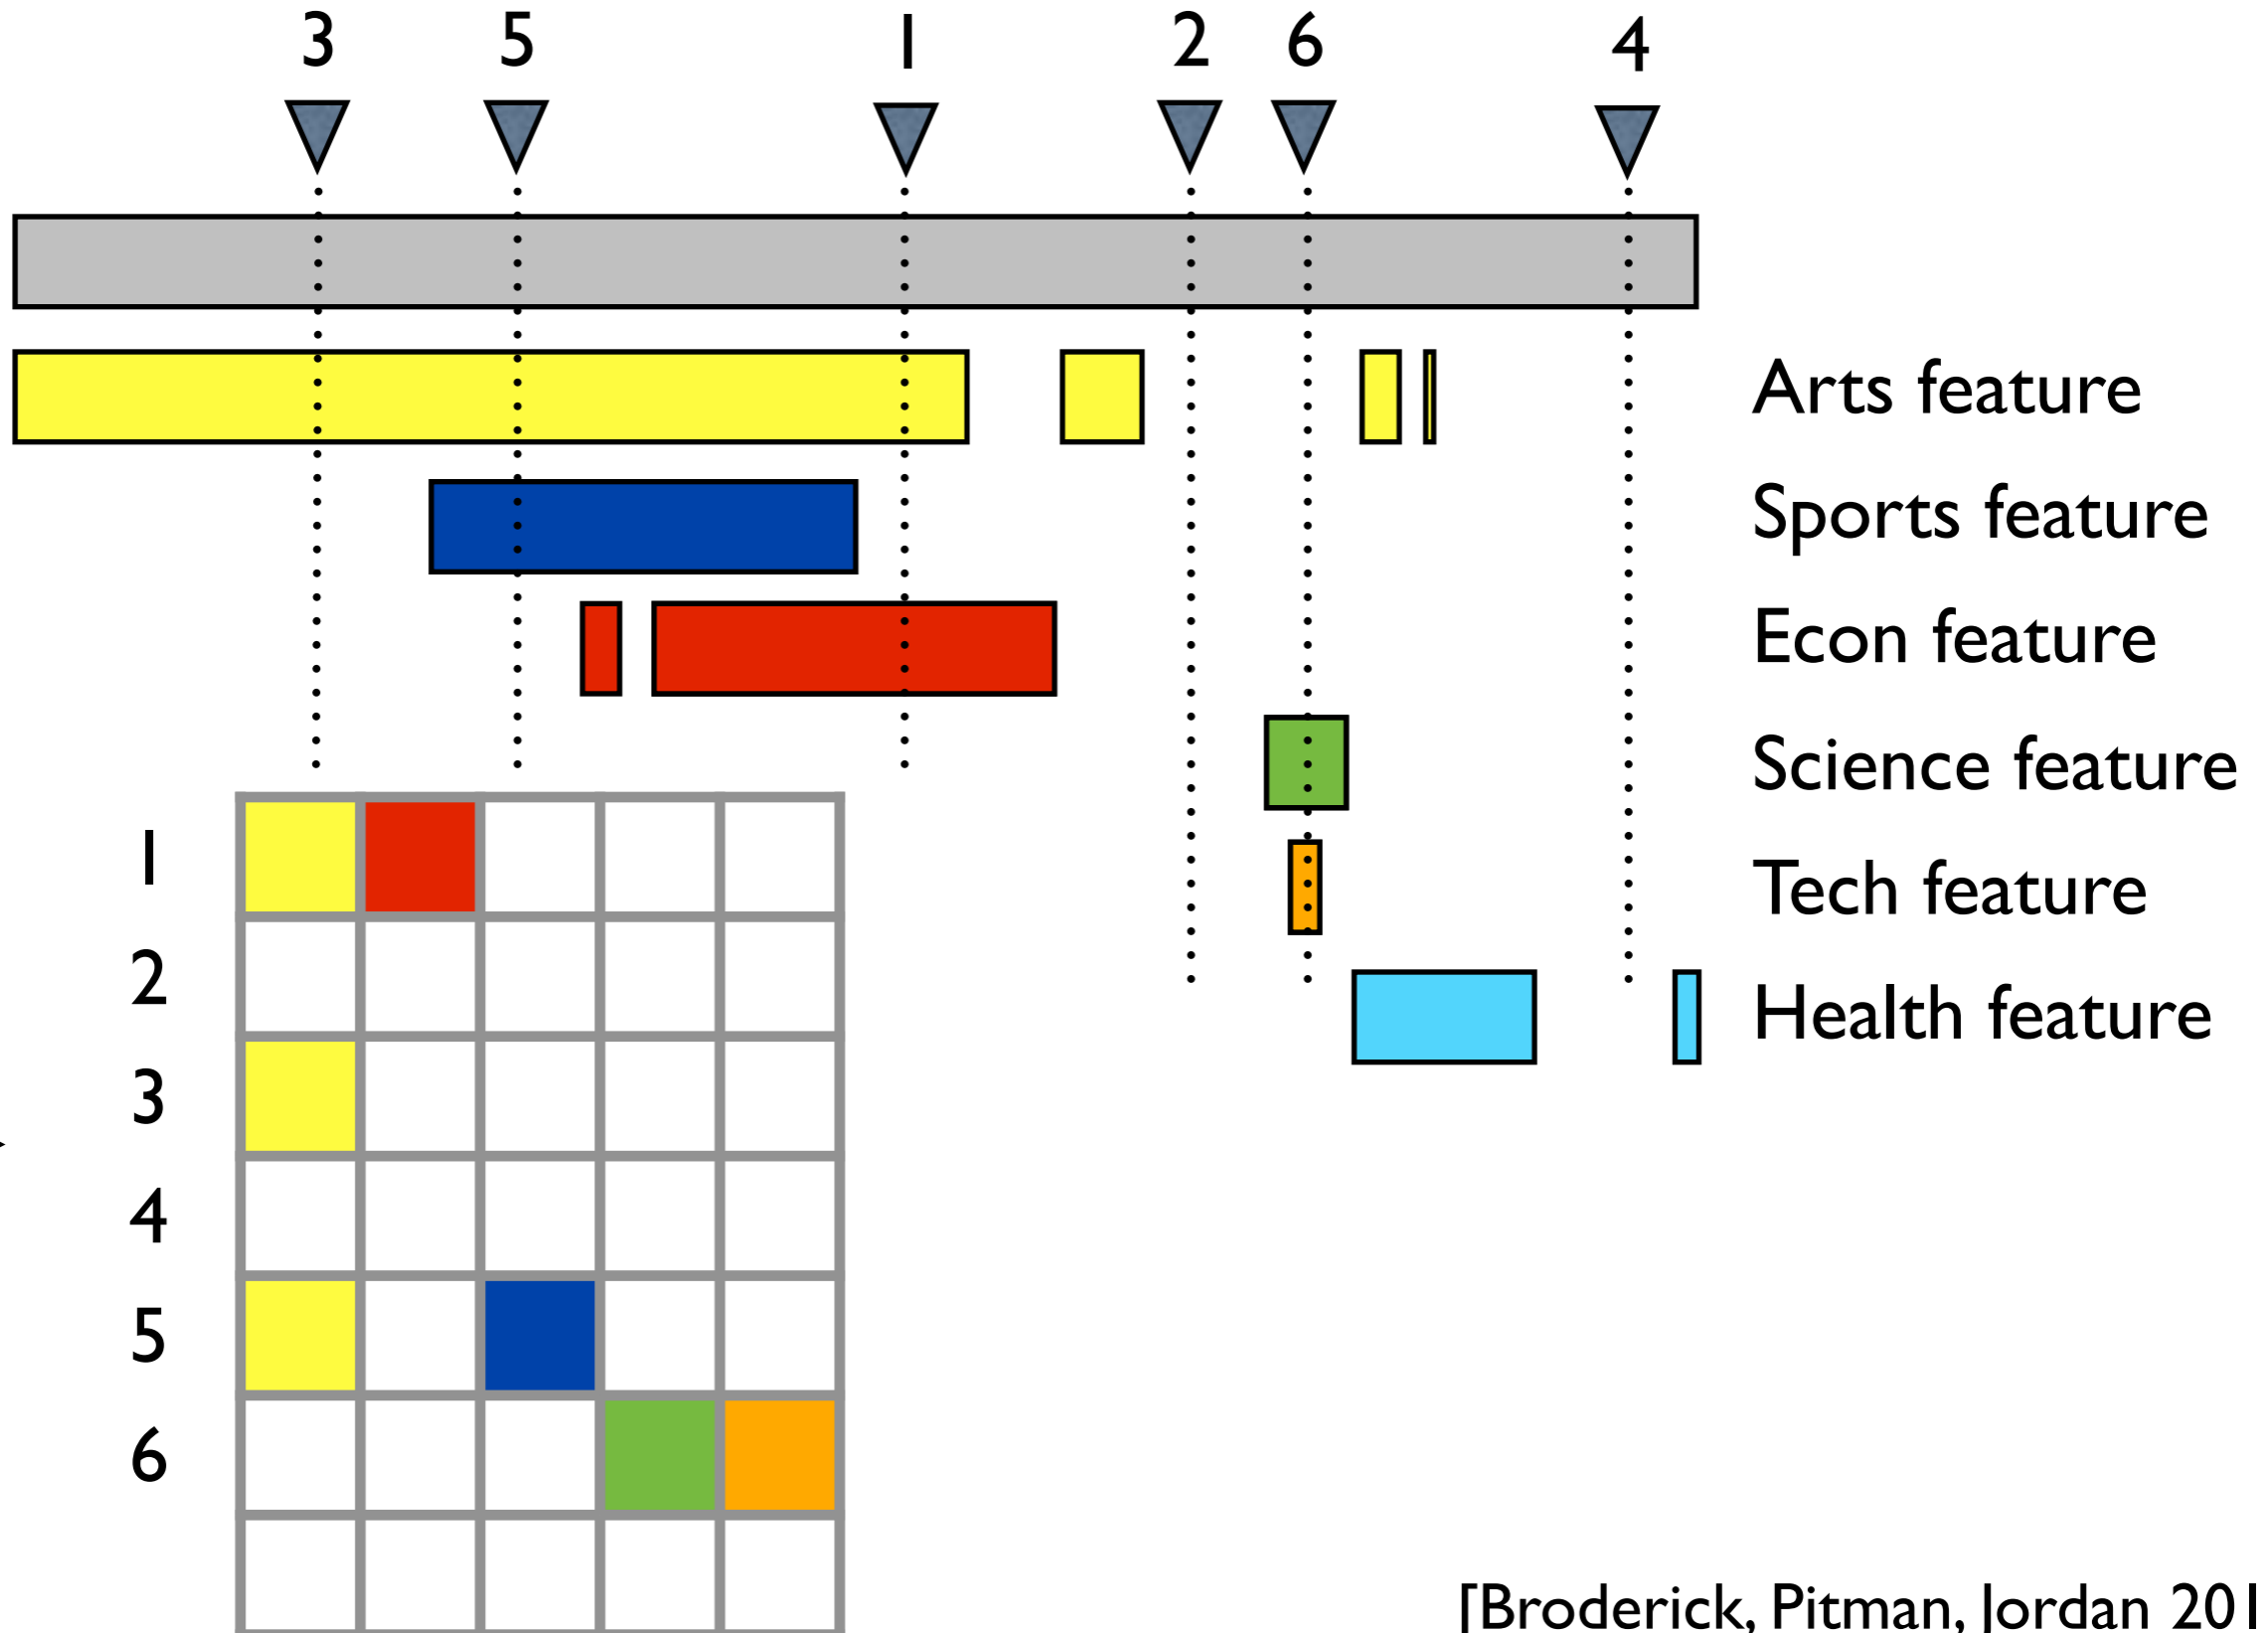 3 5 1 2 6 4
Arts feature
Sports feature
Econ feature
Science feature
1
Tech feature
2
Health feature
3
4
5
6
[Broderick, Pitman, Jordan 201